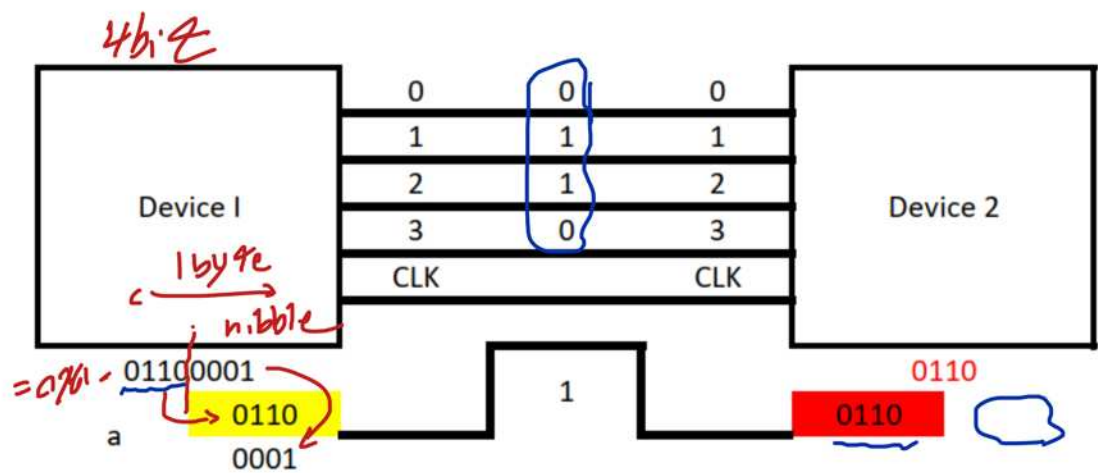 4bit
0 0 0
1 1 1
2 1 2
Device I Device 2
3 0 3
1byte
CLK CLK
nibble
01100001 0110
0110 1 0110
a
0001